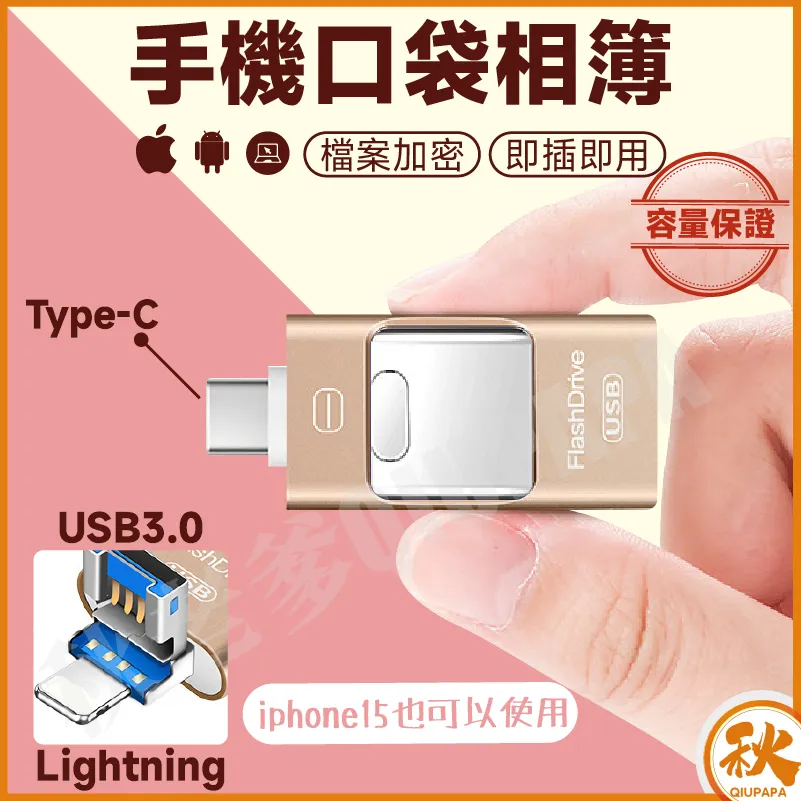 手機口袋相簿
檔案加密
即插即用
容量保證
Type-C
FlashDrive
USB
USB3.0
shDrive
USB
Lightning
iphone15也可以使用
秋
QIUPAPA